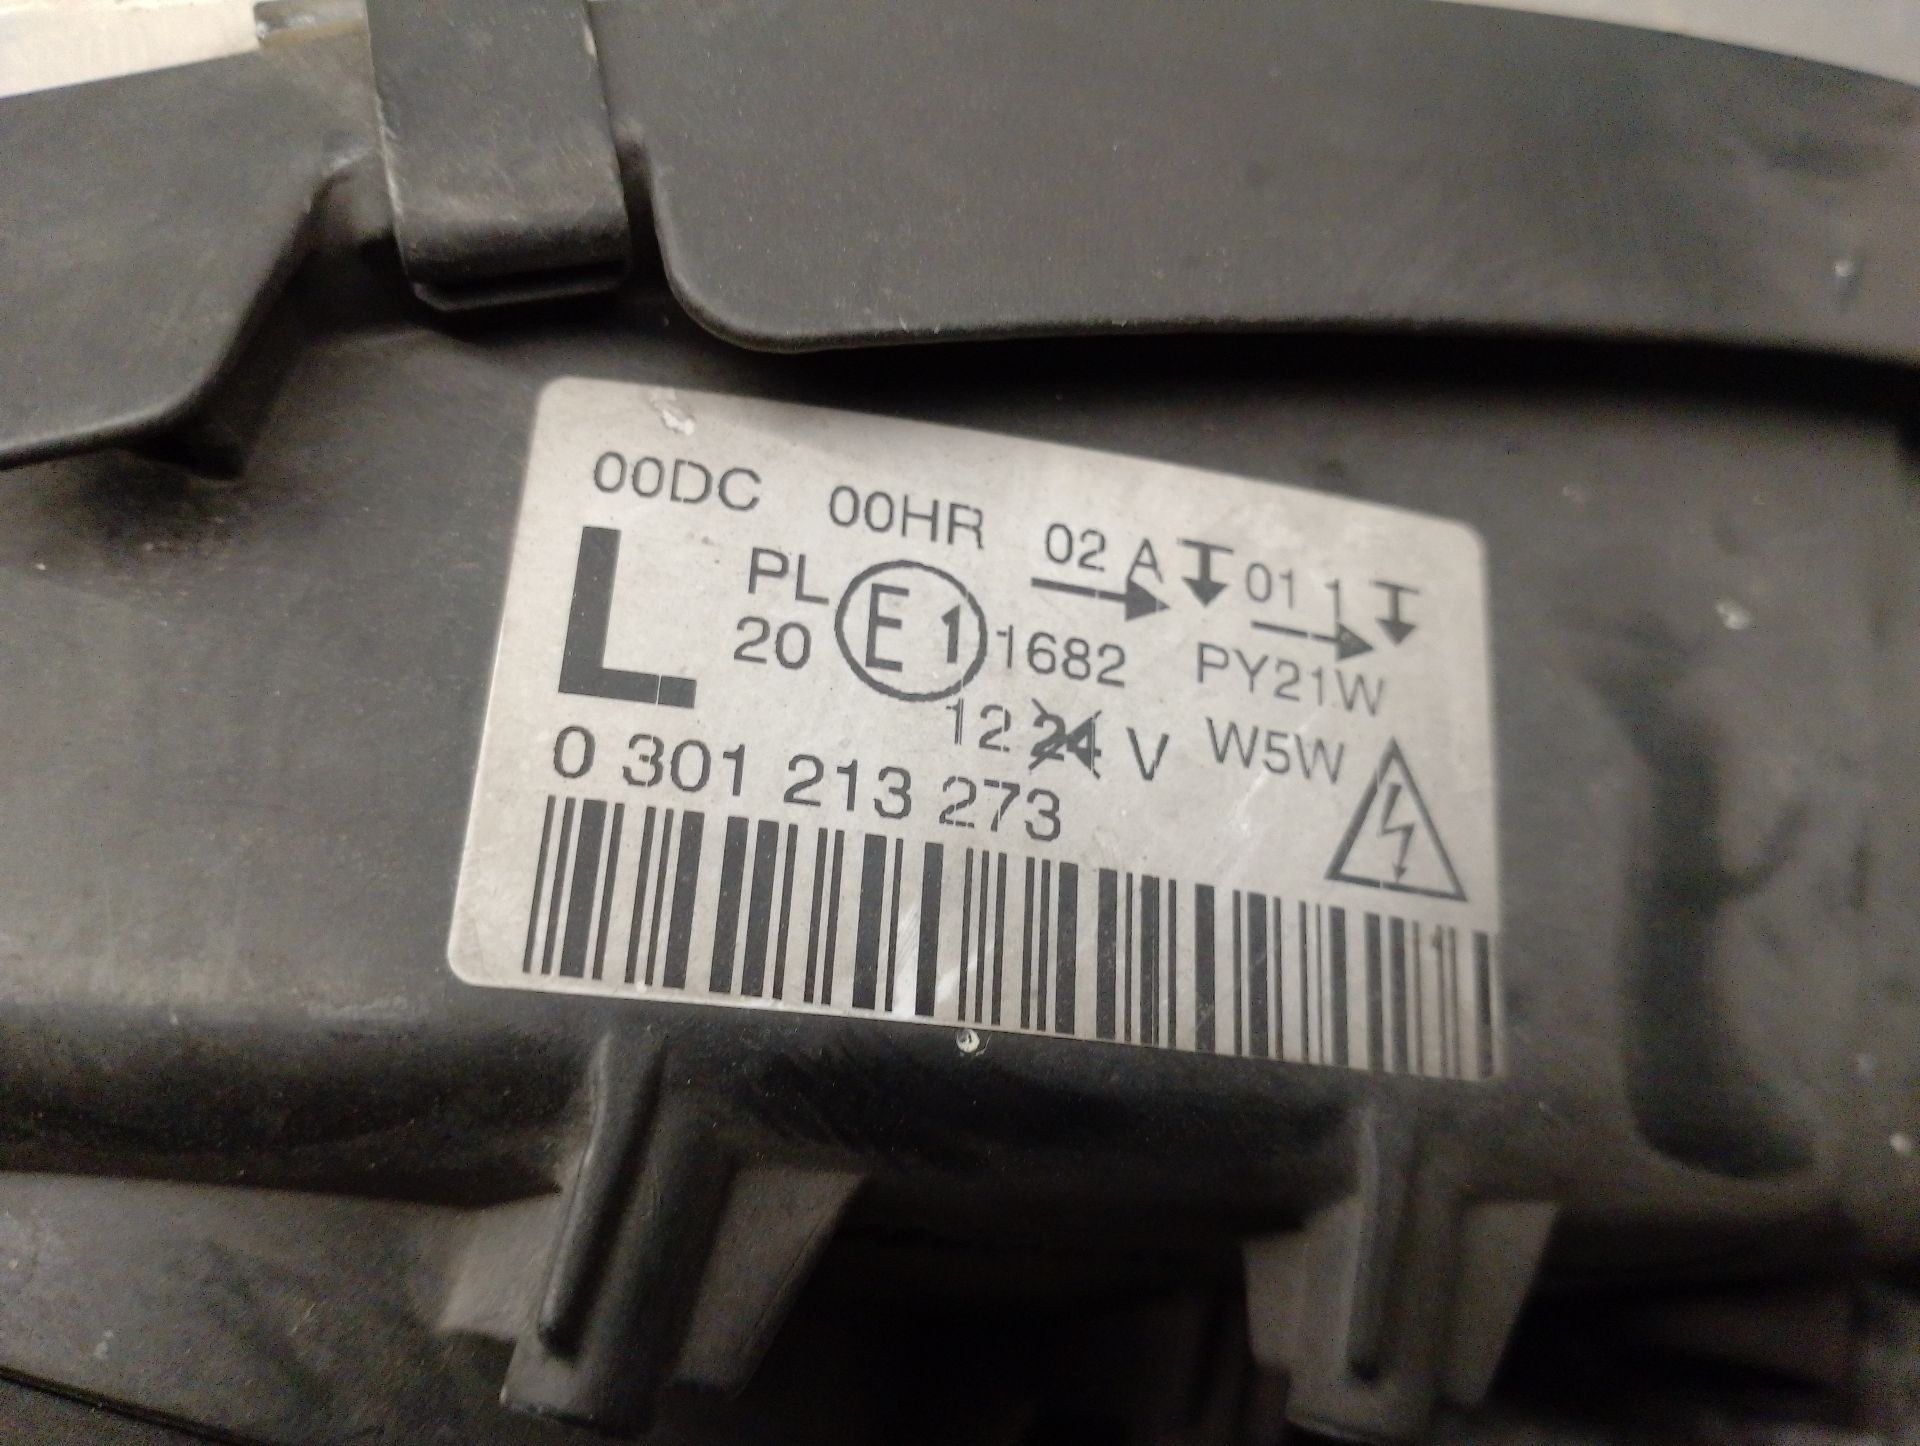 00DC 00HR 02 A 01 1
L PL E1 1682 PY21W
20 12 24 V W5W
0 301 213 273